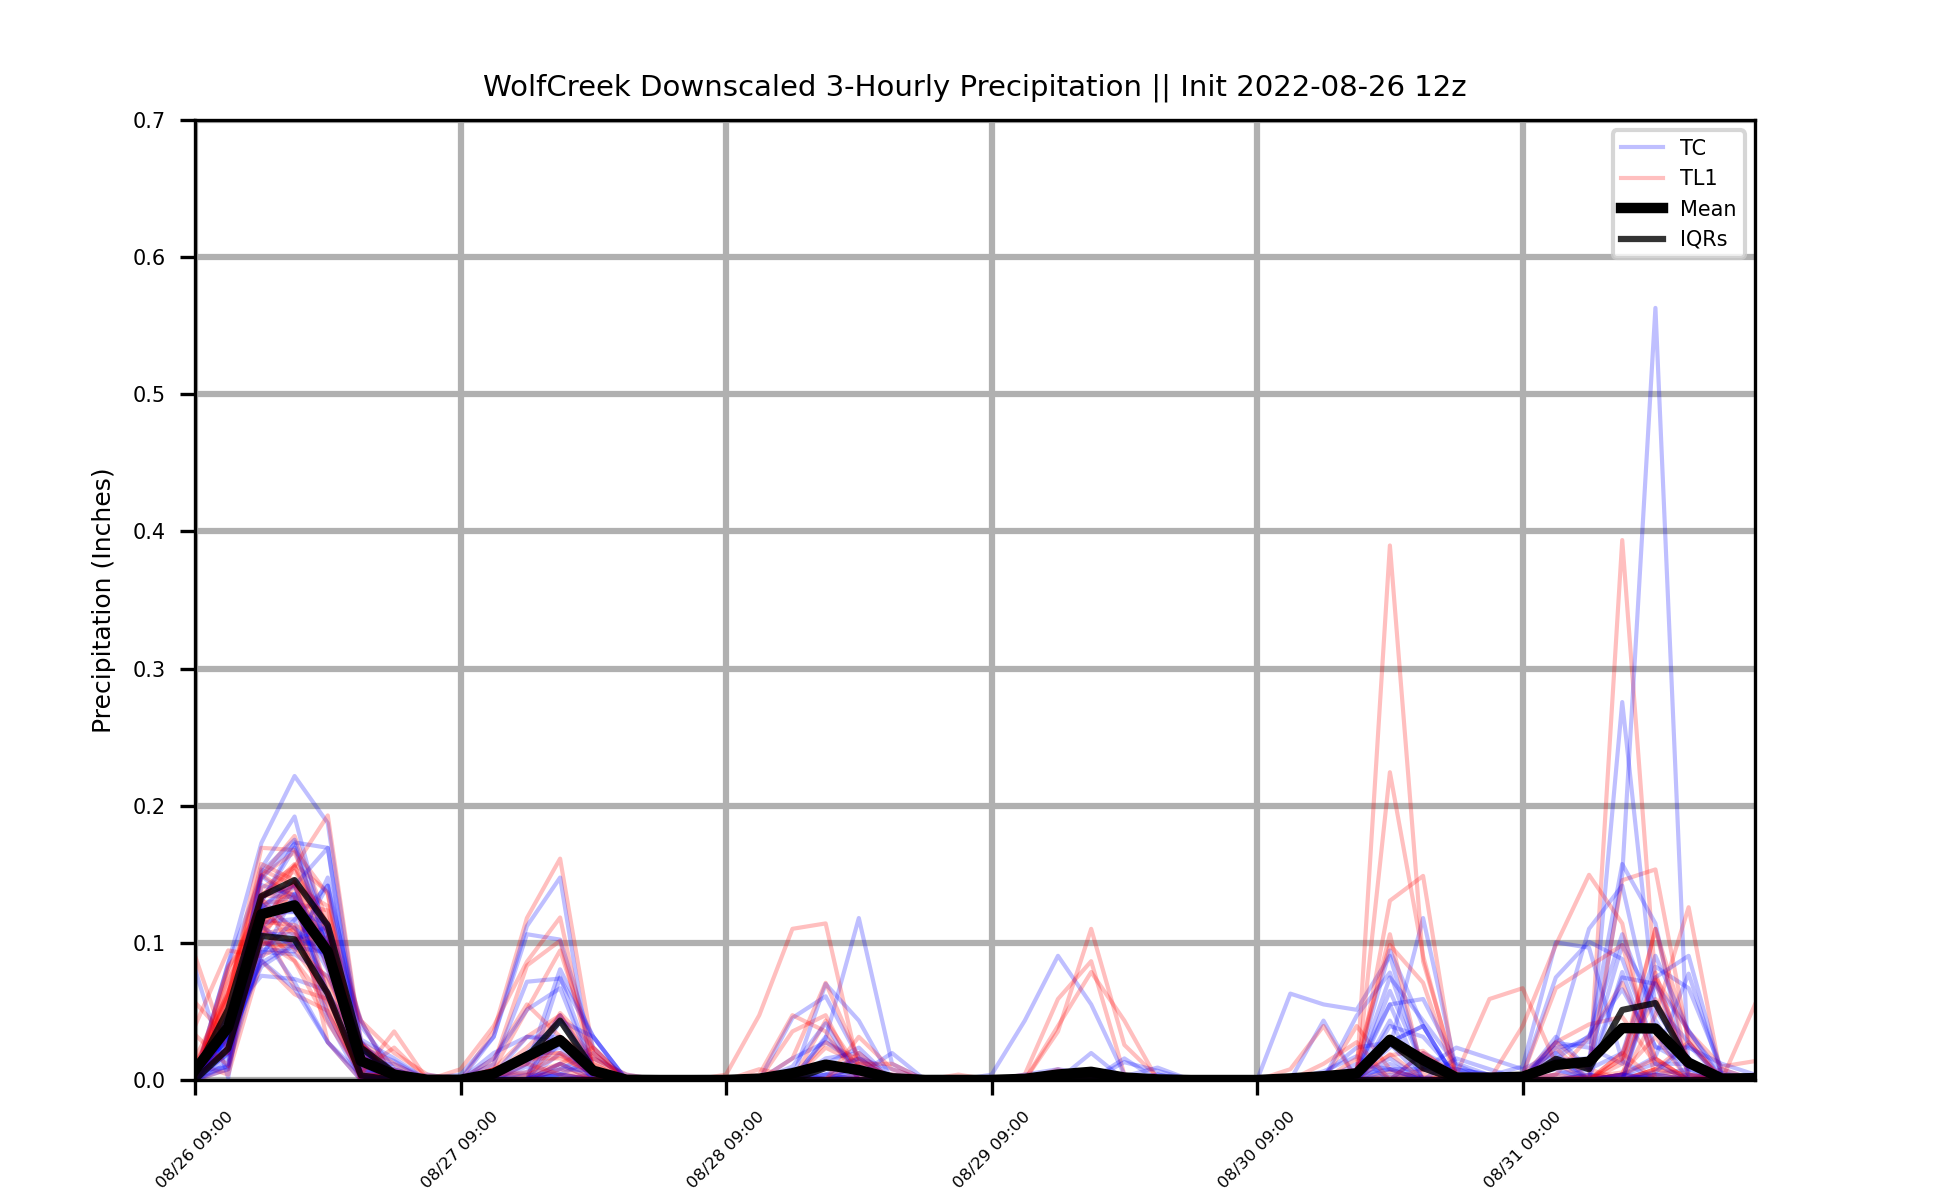 WolfCreek Downscaled 3-Hourly Precipitation || Init 2022-08-26 12z
TC
TL1
Mean
IQRs
Precipitation (Inches)
0.7
0.6
0.5
0.4
0.3
0.2
0.1
0.0
08/26 09:00
08/27 09:00
08/28 09:00
08/29 09:00
08/30 09:00
08/31 09:00